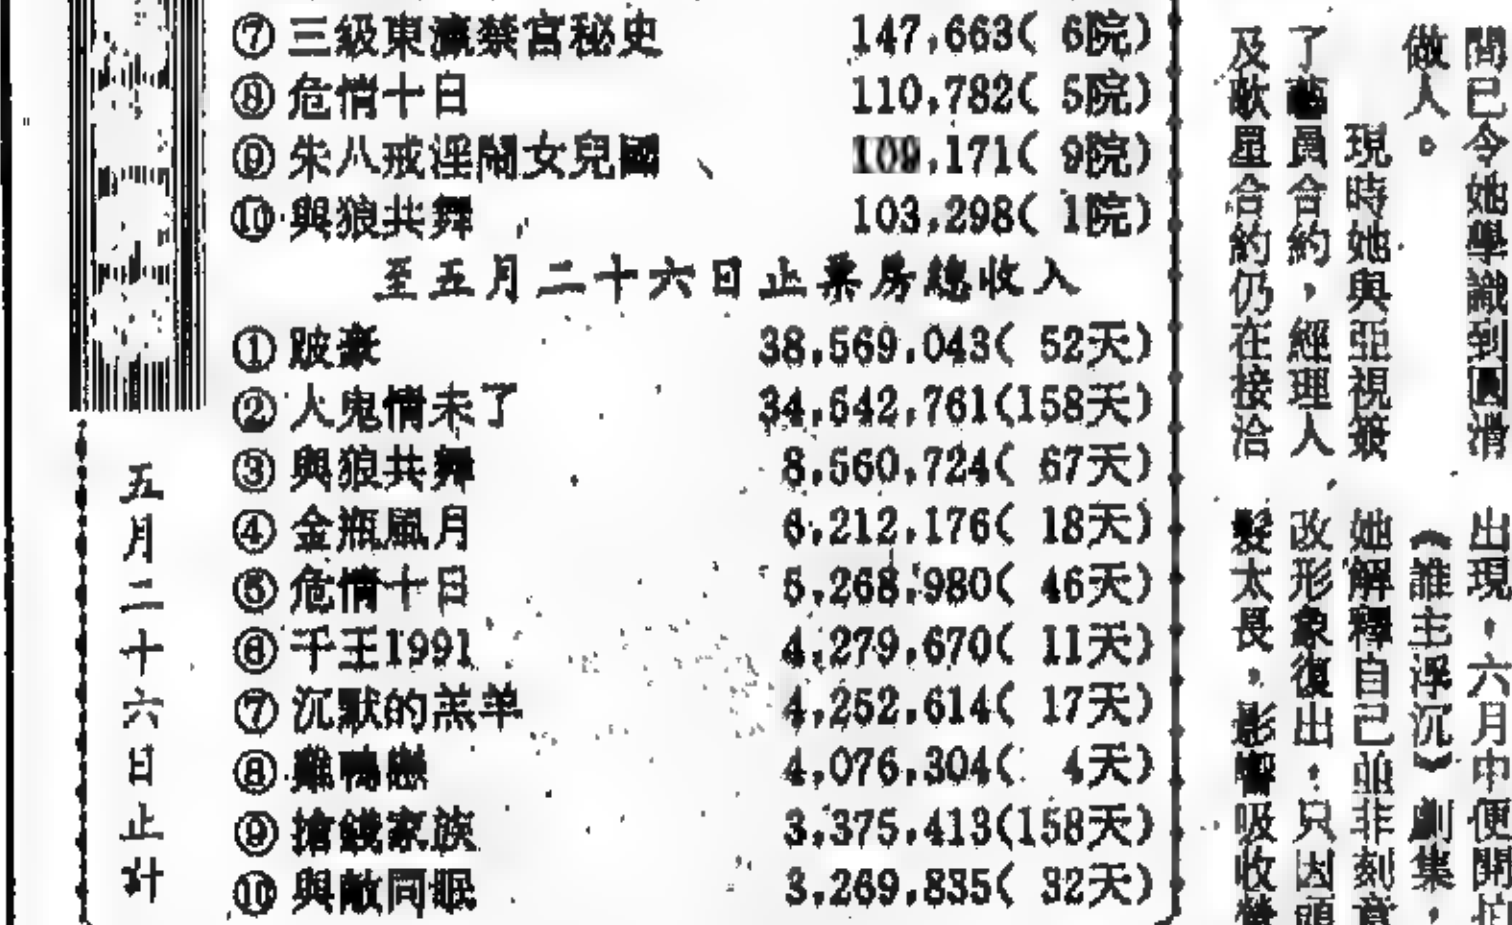 ⑦三級東瀛禁宮秘史 147,663( 6院)
⑧危情十日 110,782( 5院)
⑨朱八戒淫鬧女兒國 109,171( 9院)
⑩與狼共舞 103,298( 1院)
至五月二十六日止票房總收入
①跛豪 38,569,043( 52天)
②人鬼情未了 34,542,761(158天)
③與狼共舞 8,560,724( 67天)
④金瓶風月 6,212,176( 18天)
⑤危情十日 5,268,980( 46天)
⑥千王1991 4,279,670( 11天)
⑦沉默的羔羊 4,252,614( 17天)
⑧雞鴨戀 4,076,304( 4天)
⑨搶錢家族 3,375,413(158天)
⑩與敵同眠 3,269,835( 32天)
五月二十六日止計
間已令她學識到圓滑
做人。
現時她與亞視簽
了藝員合約，經理人
及歌星合約仍在接洽
出現，六月中便開拍
《誰主浮沉》劇集，
她解釋自己並非刻意
改形象復出，只因頭
髮太長，影響吸收營